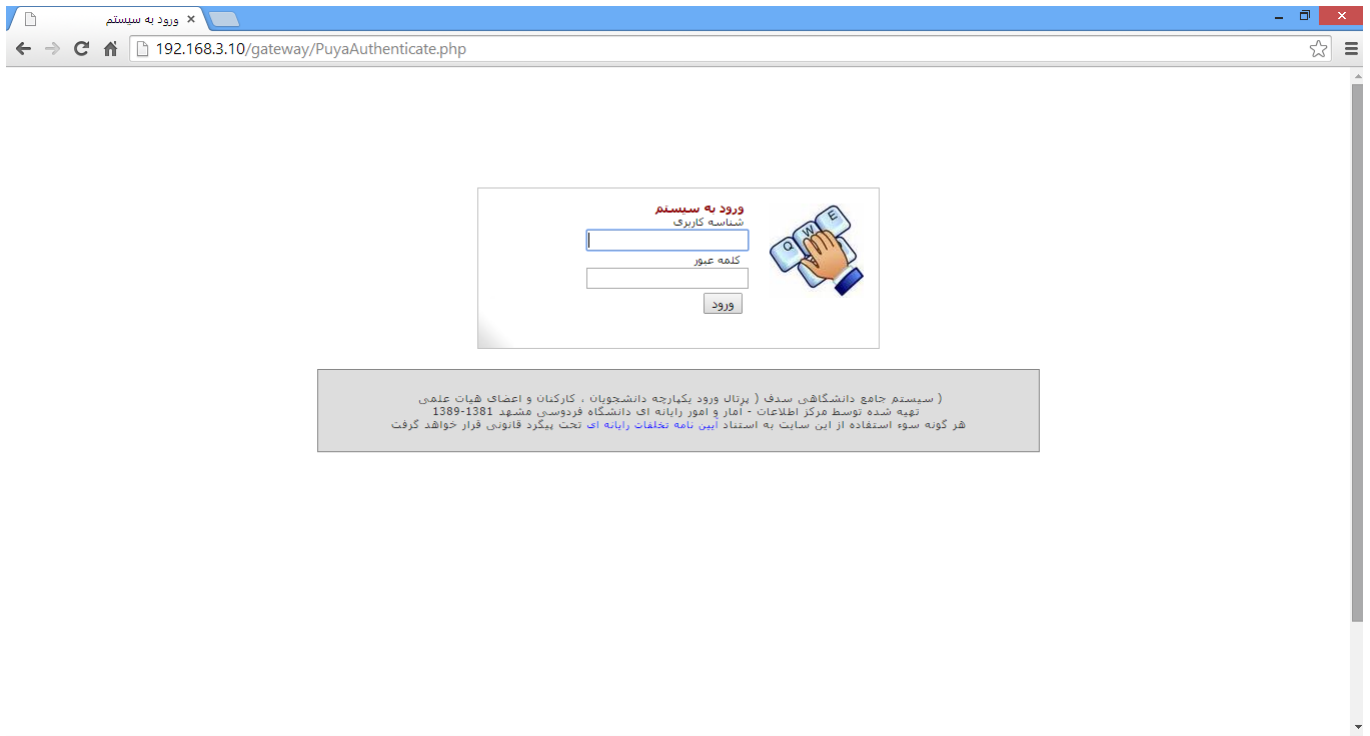 ورود به سیستم
192.168.3.10/gateway/PuyaAuthenticate.php
ورود به سیستم
شناسه کاربری
کلمه عبور
ورود
Q W E
( سیستم جامع دانشگاهی سدف ( پرتال ورود یکپارچه دانشجویان ، کارکنان و اعضای هیات علمی
تهیه شده توسط مرکز اطلاعات - آمار و امور رایانه ای دانشگاه فردوسی مشهد 1381-1389
هر گونه سوء استفاده از این سایت به استناد آیین نامه تخلفات رایانه ای تحت پیگرد قانونی قرار خواهد گرفت